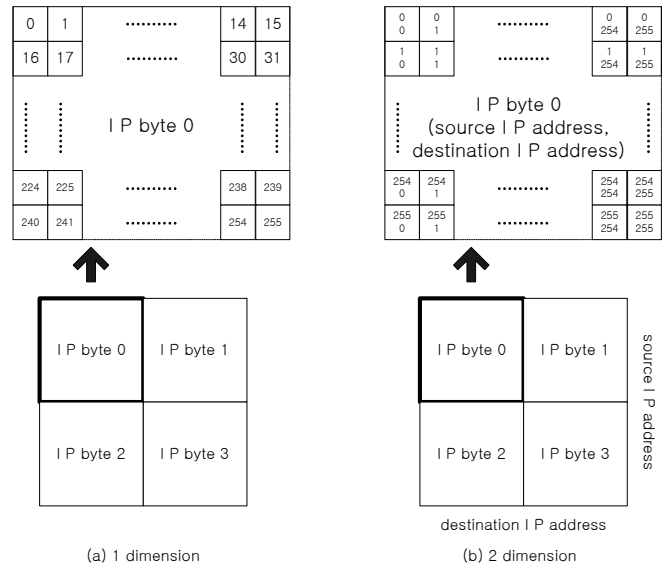 0 1 ·········· 14 15
16 17 ·········· 30 31
I P byte 0
224 225 ·········· 238 239
240 241 ·········· 254 255
I P byte 0 I P byte 1
I P byte 2 I P byte 3
(a) 1 dimension
0 0 ·········· 0 0
0 1 254 255
1 1 ·········· 1 1
0 1 254 255
I P byte 0
(source I P address,
destination I P address)
254 254 ·········· 254 254
0 1 254 255
255 255 ·········· 255 255
0 1 254 255
I P byte 0 I P byte 1
I P byte 2 I P byte 3
source I P address
destination I P address
(b) 2 dimension